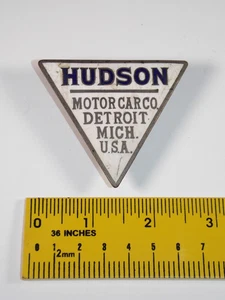 HUDSON
MOTOR CAR CO.
DETROIT
MICH.
U.S.A.
0 1 2 3
36 INCHES
0 1 2 3 4 5 6 7
2mm